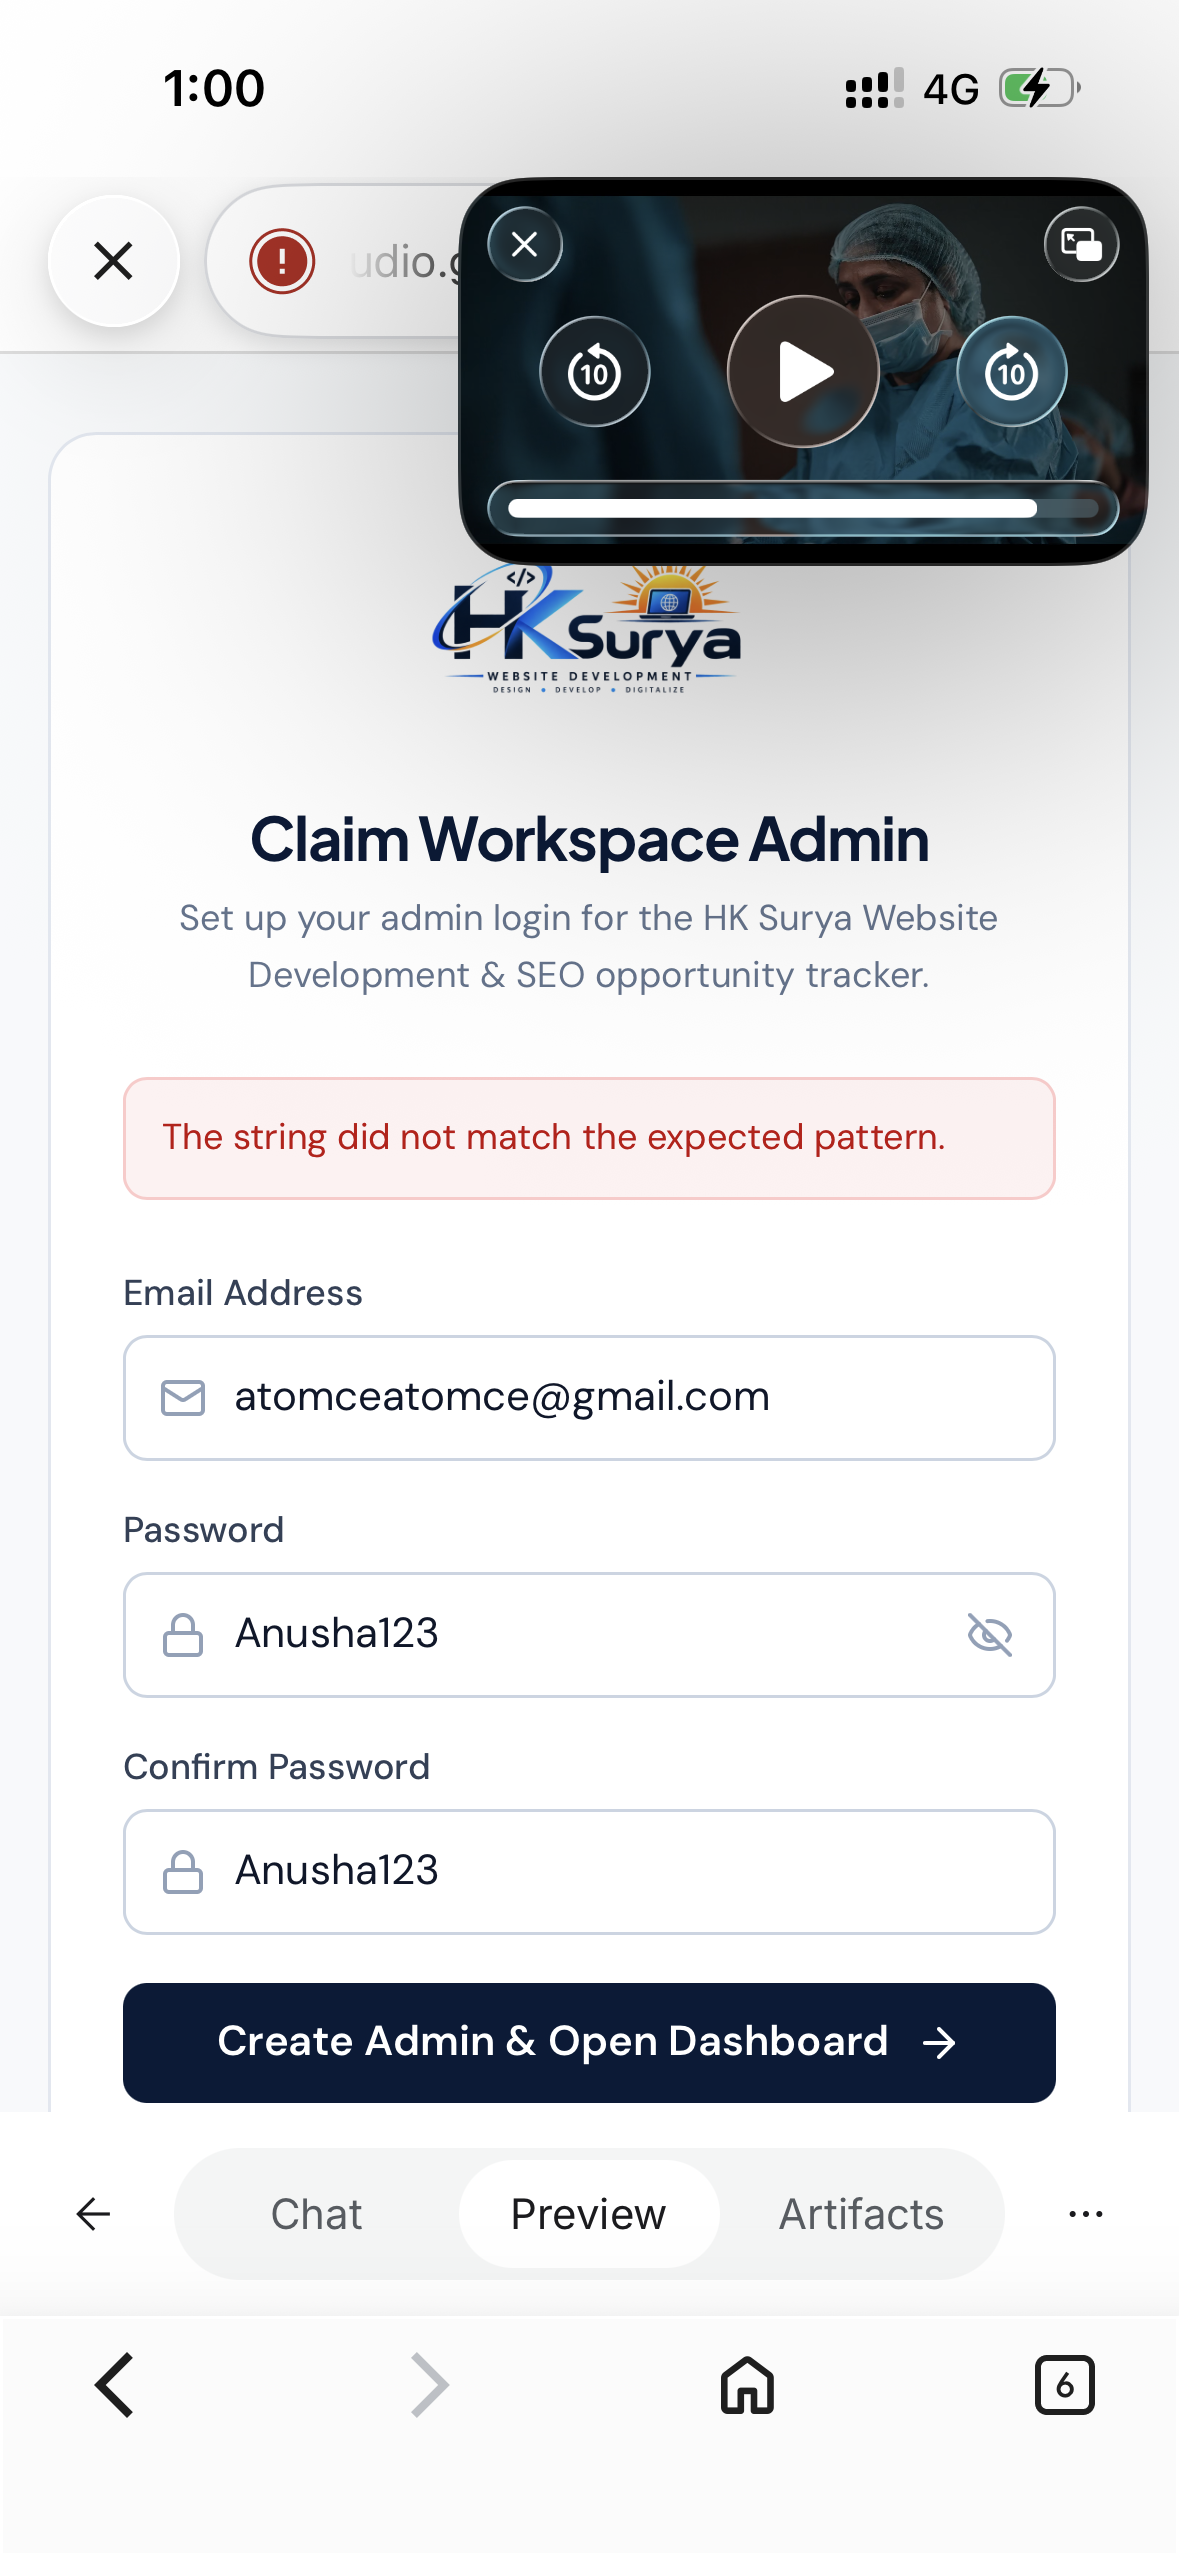 1:00
4G
udio.g
10
10
</>
HK Surya
WEBSITE DEVELOPMENT
DESIGN • DEVELOP • DIGITALIZE
Claim Workspace Admin
Set up your admin login for the HK Surya Website
Development & SEO opportunity tracker.
The string did not match the expected pattern.
Email Address
atomceatomce@gmail.com
Password
Anusha123
Confirm Password
Anusha123
Create Admin & Open Dashboard
Chat
Preview
Artifacts
6